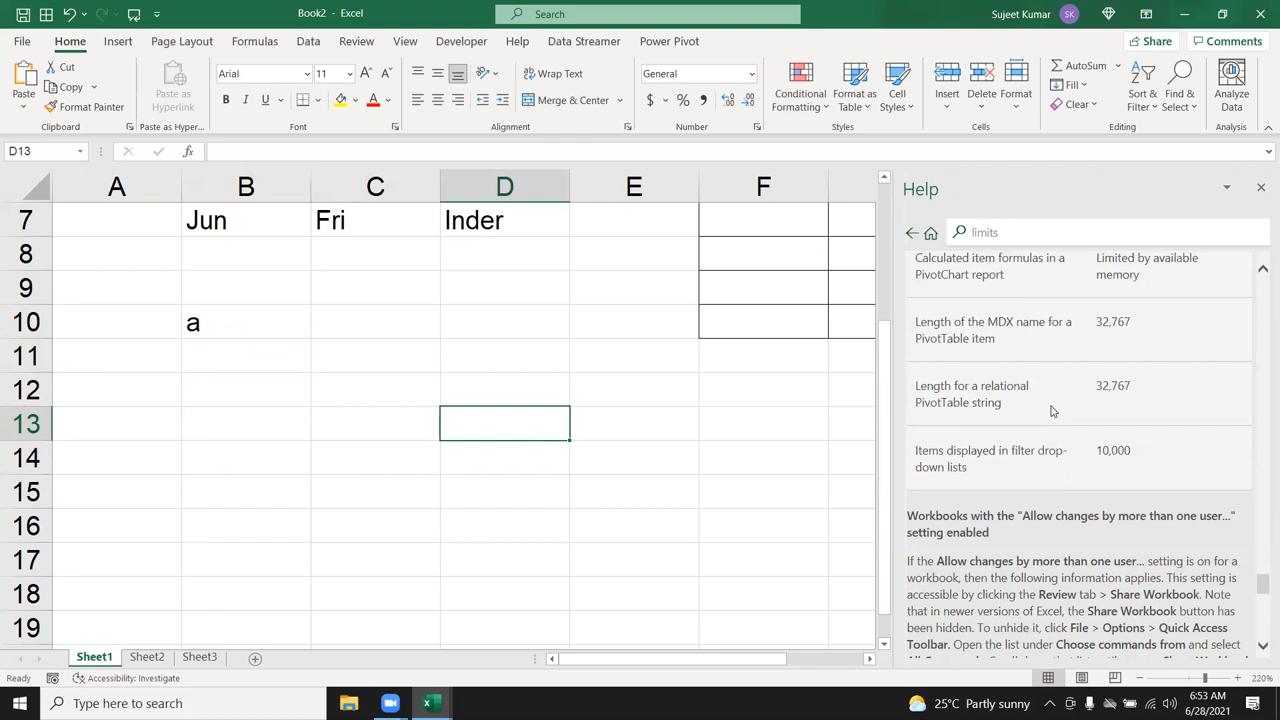 Book2 - Excel
Search
Sujeet Kumar
SK
File
Home
Insert
Page Layout
Formulas
Data
Review
View
Developer
Help
Data Streamer
Power Pivot
Share
Comments
Paste
Cut
Copy
Format Painter
Clipboard
Paste as Hyperlink
Paste as Hyper...
Arial
11
B I U
Font
Wrap Text
Merge & Center
Alignment
General
$ % 9
Number
Conditional Formatting
Format as Table
Cell Styles
Styles
Insert
Delete
Format
Cells
AutoSum
Fill
Clear
Sort & Filter
Find & Select
Editing
Analyze Data
Analysis
D13
fx
A B C D E F
7 Jun Fri Inder
8
9
10 a
11
12
13
14
15
16
17
18
19
Help
limits
Calculated item formulas in a PivotChart report
Limited by available memory
Length of the MDX name for a PivotTable item
32,767
Length for a relational PivotTable string
32,767
Items displayed in filter drop-down lists
10,000
Workbooks with the "Allow changes by more than one user..."
setting enabled
If the Allow changes by more than one user... setting is on for a
workbook, then the following information applies. This setting is
accessible by clicking the Review tab > Share Workbook. Note
that in newer versions of Excel, the Share Workbook button has
been hidden. To unhide it, click File > Options > Quick Access
Toolbar. Open the list under Choose commands from and select
Sheet1
Sheet2
Sheet3
Ready
Accessibility: Investigate
220%
Type here to search
25°C Partly sunny
6:53 AM
6/28/2021